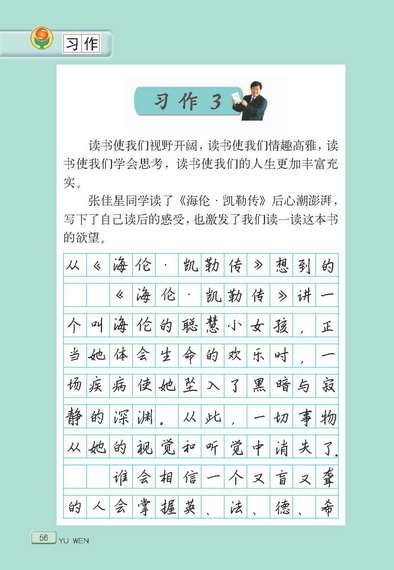 习作
习作 3
读书使我们视野开阔，读书使我们情趣高雅，读
书使我们学会思考，读书使我们的人生更加丰富充
实。
张佳星同学读了《海伦·凯勒传》后心潮澎湃，
写下了自己读后的感受，也激发了我们读一读这本书
的欲望。
从《海伦·凯勒传》想到的
《海伦·凯勒传》讲一
个叫海伦的聪慧小女孩，正
当她体会生命的欢乐时，一
场疾病使她坠入了黑暗与寂
静的深渊。从此，一切事物
从她的视觉和听觉中消失了。
谁会相信一个又盲又聋
的人会掌握英、法、德、希
56
YU WEN